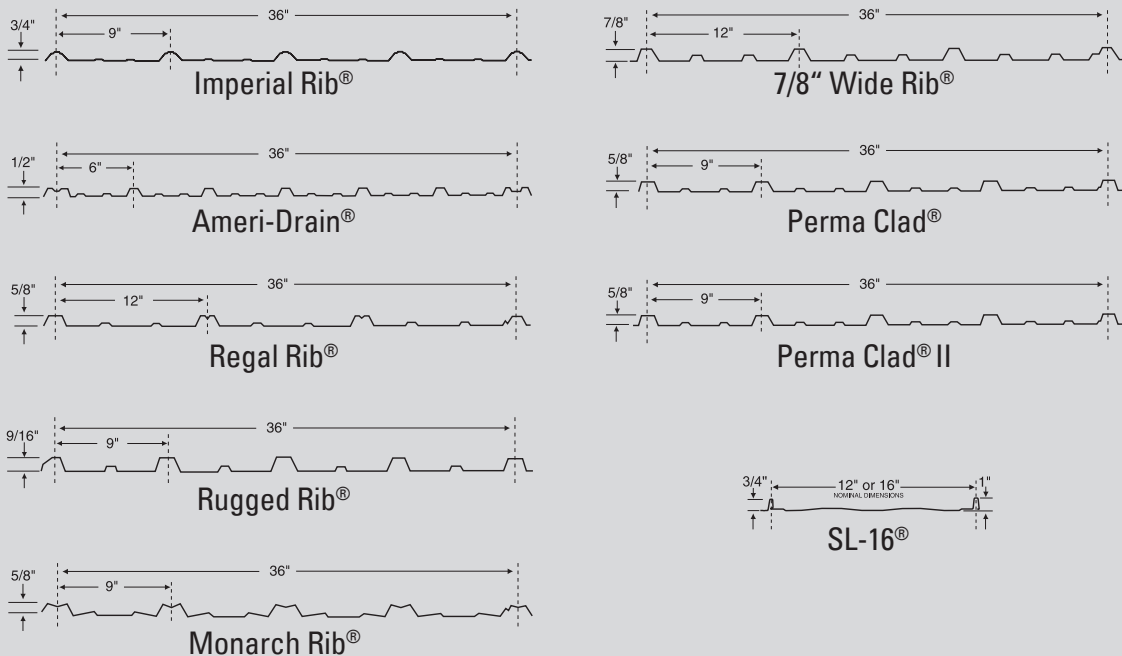 36"
3/4"
9"
Imperial Rib®
36"
7/8"
12"
7/8“ Wide Rib®
36"
1/2"
6"
Ameri-Drain®
36"
5/8"
9"
Perma Clad®
36"
5/8"
12"
Regal Rib®
36"
5/8"
9"
Perma Clad® II
36"
9/16"
9"
Rugged Rib®
3/4"
12" or 16"
NOMINAL DIMENSIONS
1"
SL-16®
36"
5/8"
9"
Monarch Rib®